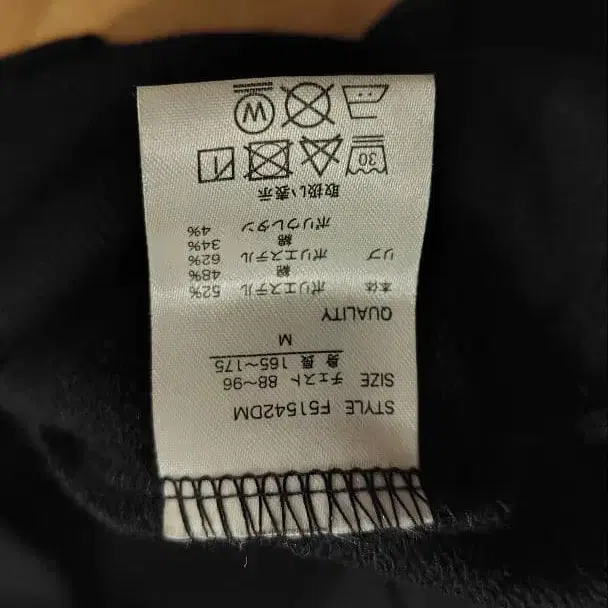 STYLE F51542DM
SIZE チェスト 88～96
身長 165～175
M
QUALITY
本体 ポリエステル 52%
綿 48%
リブ ポリエステル 62%
綿 34%
ポリウレタン 4%
取扱い表示
30
W